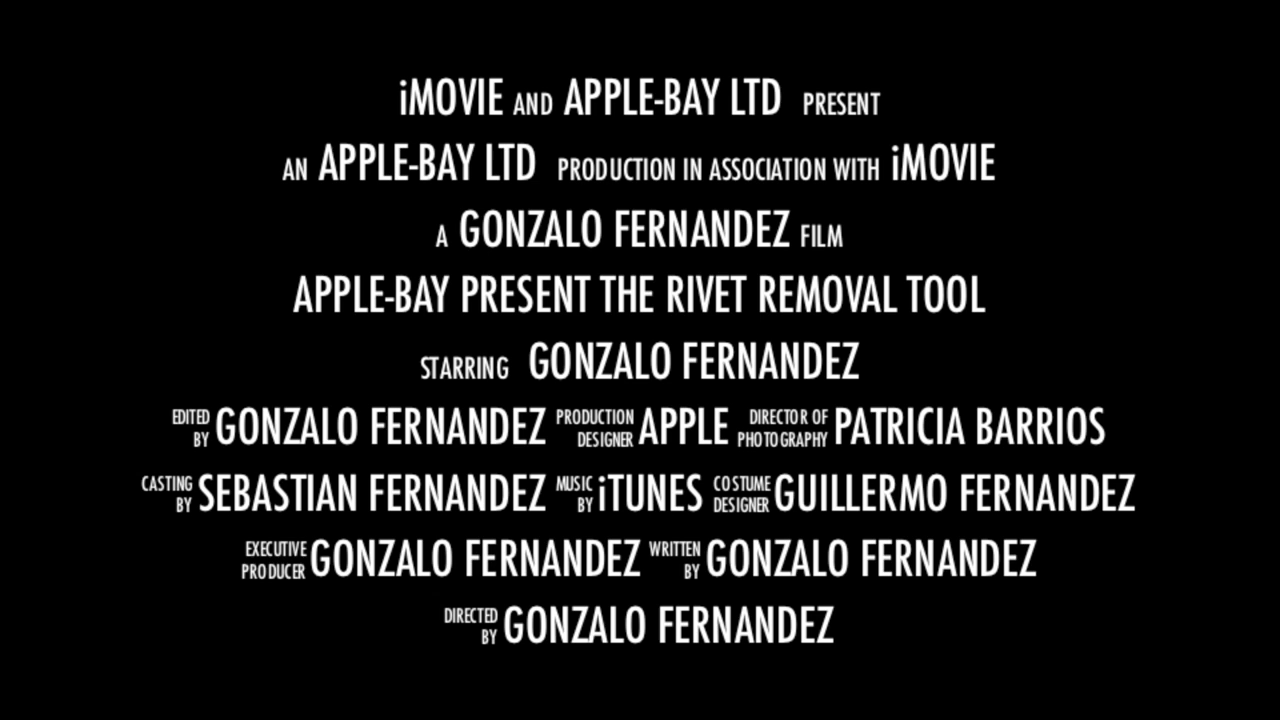 iMOVIE AND APPLE-BAY LTD PRESENT
AN APPLE-BAY LTD PRODUCTION IN ASSOCIATION WITH iMOVIE
A GONZALO FERNANDEZ FILM
APPLE-BAY PRESENT THE RIVET REMOVAL TOOL
STARRING GONZALO FERNANDEZ
EDITED BY GONZALO FERNANDEZ PRODUCTION DESIGNER APPLE DIRECTOR OF PHOTOGRAPHY PATRICIA BARRIOS
CASTING BY SEBASTIAN FERNANDEZ MUSIC BY iTUNES COSTUME DESIGNER GUILLERMO FERNANDEZ
EXECUTIVE PRODUCER GONZALO FERNANDEZ WRITTEN BY GONZALO FERNANDEZ
DIRECTED BY GONZALO FERNANDEZ